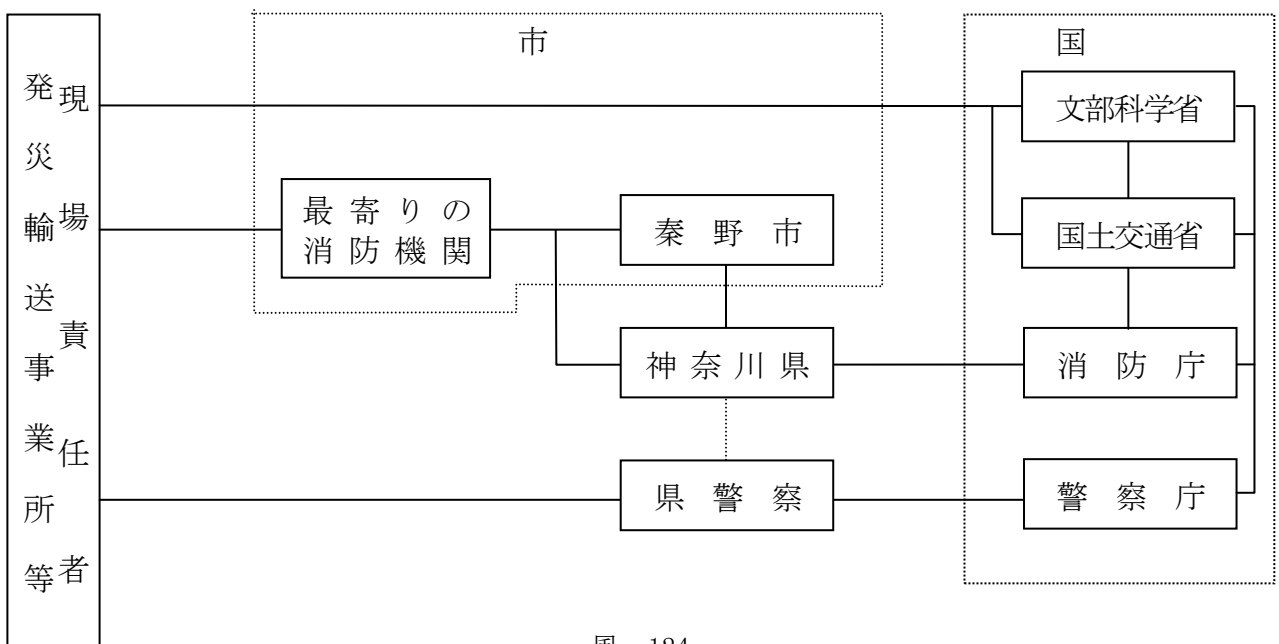 発災輸送事業所等
現場責任者
市
国
文部科学省
最寄りの
消防機関
秦野市
国土交通省
神奈川県
消防庁
県警察
警察庁